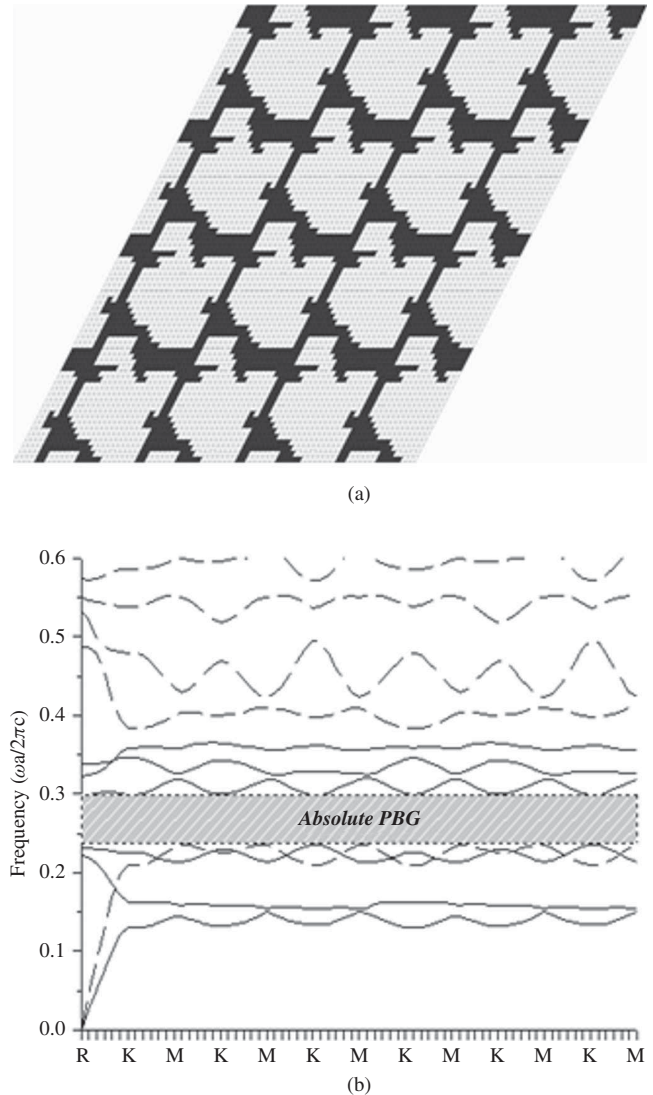 (a)
0.6
0.5
0.4
0.3
0.2
0.1
0.0
Frequency (ωa/2πc)
Absolute PBG
R K M K M K M K M K M K M
(b)